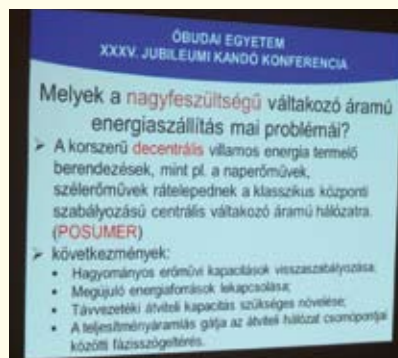 ÓBUDAI EGYETEM
XXXV. JUBILEUMI KANDÓ KONFERENCIA
Melyek a nagyfeszültségű váltakozó áramú
energiaszállítás mai problémái?
➢ A korszerű decentrális villamos energia termelő
berendezések, mint pl. a naperőművek,
szélerőművek rátelepednek a klasszikus központi
szabályozású centrális váltakozó áramú hálózatra.
(POSUMER)
➢ következmények:
• Hagyományos erőművi kapacitások visszaszabályozása;
• Megújuló energiaforrások lekapcsolása;
• Távvezetéki átviteli kapacitás szükséges növelése;
• A teljesítményáramlás gátja az átviteli hálózat csomópontjai
közötti fázisszögeltérés.